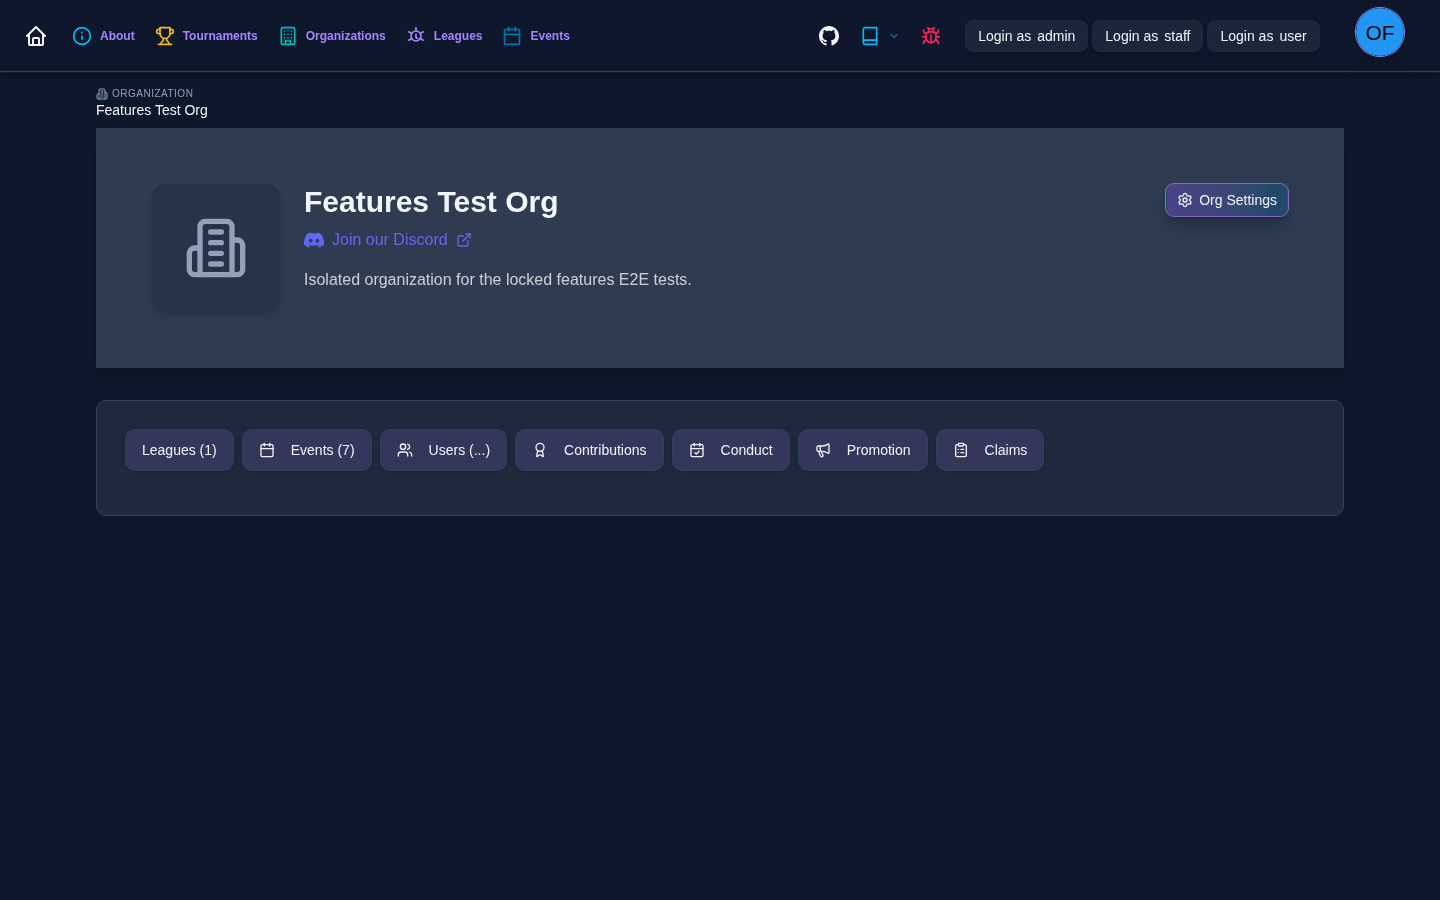 About Tournaments Organizations Leagues Events Login as admin Login as staff Login as user OF
ORGANIZATION
Features Test Org
Features Test Org
Org Settings
Join our Discord
Isolated organization for the locked features E2E tests.
Leagues (1) Events (7) Users (...) Contributions Conduct Promotion Claims